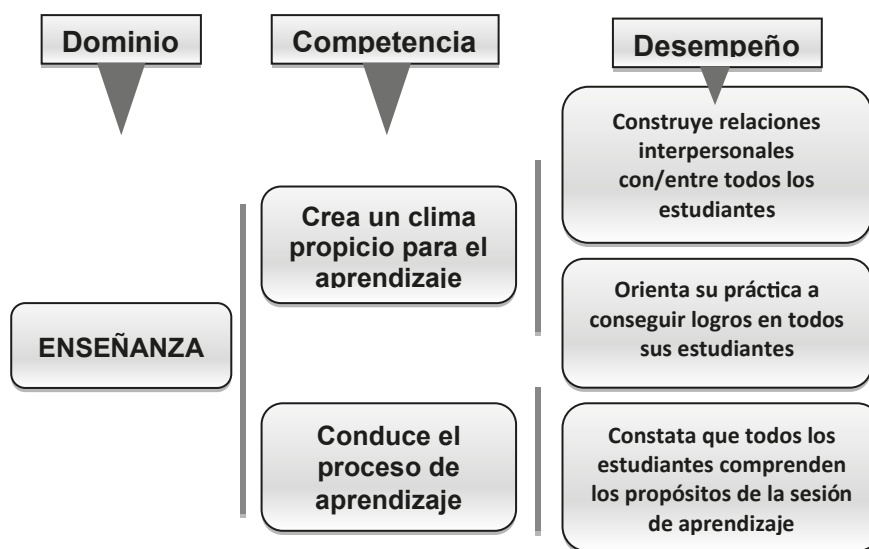 Dominio
Competencia
Desempeño
Construye relaciones
interpersonales
con/entre todos los
estudiantes
Crea un clima
propicio para el
aprendizaje
Orienta su práctica a
conseguir logros en todos
sus estudiantes
ENSEÑANZA
Conduce el
proceso de
aprendizaje
Constata que todos los
estudiantes comprenden
los propósitos de la sesión
de aprendizaje